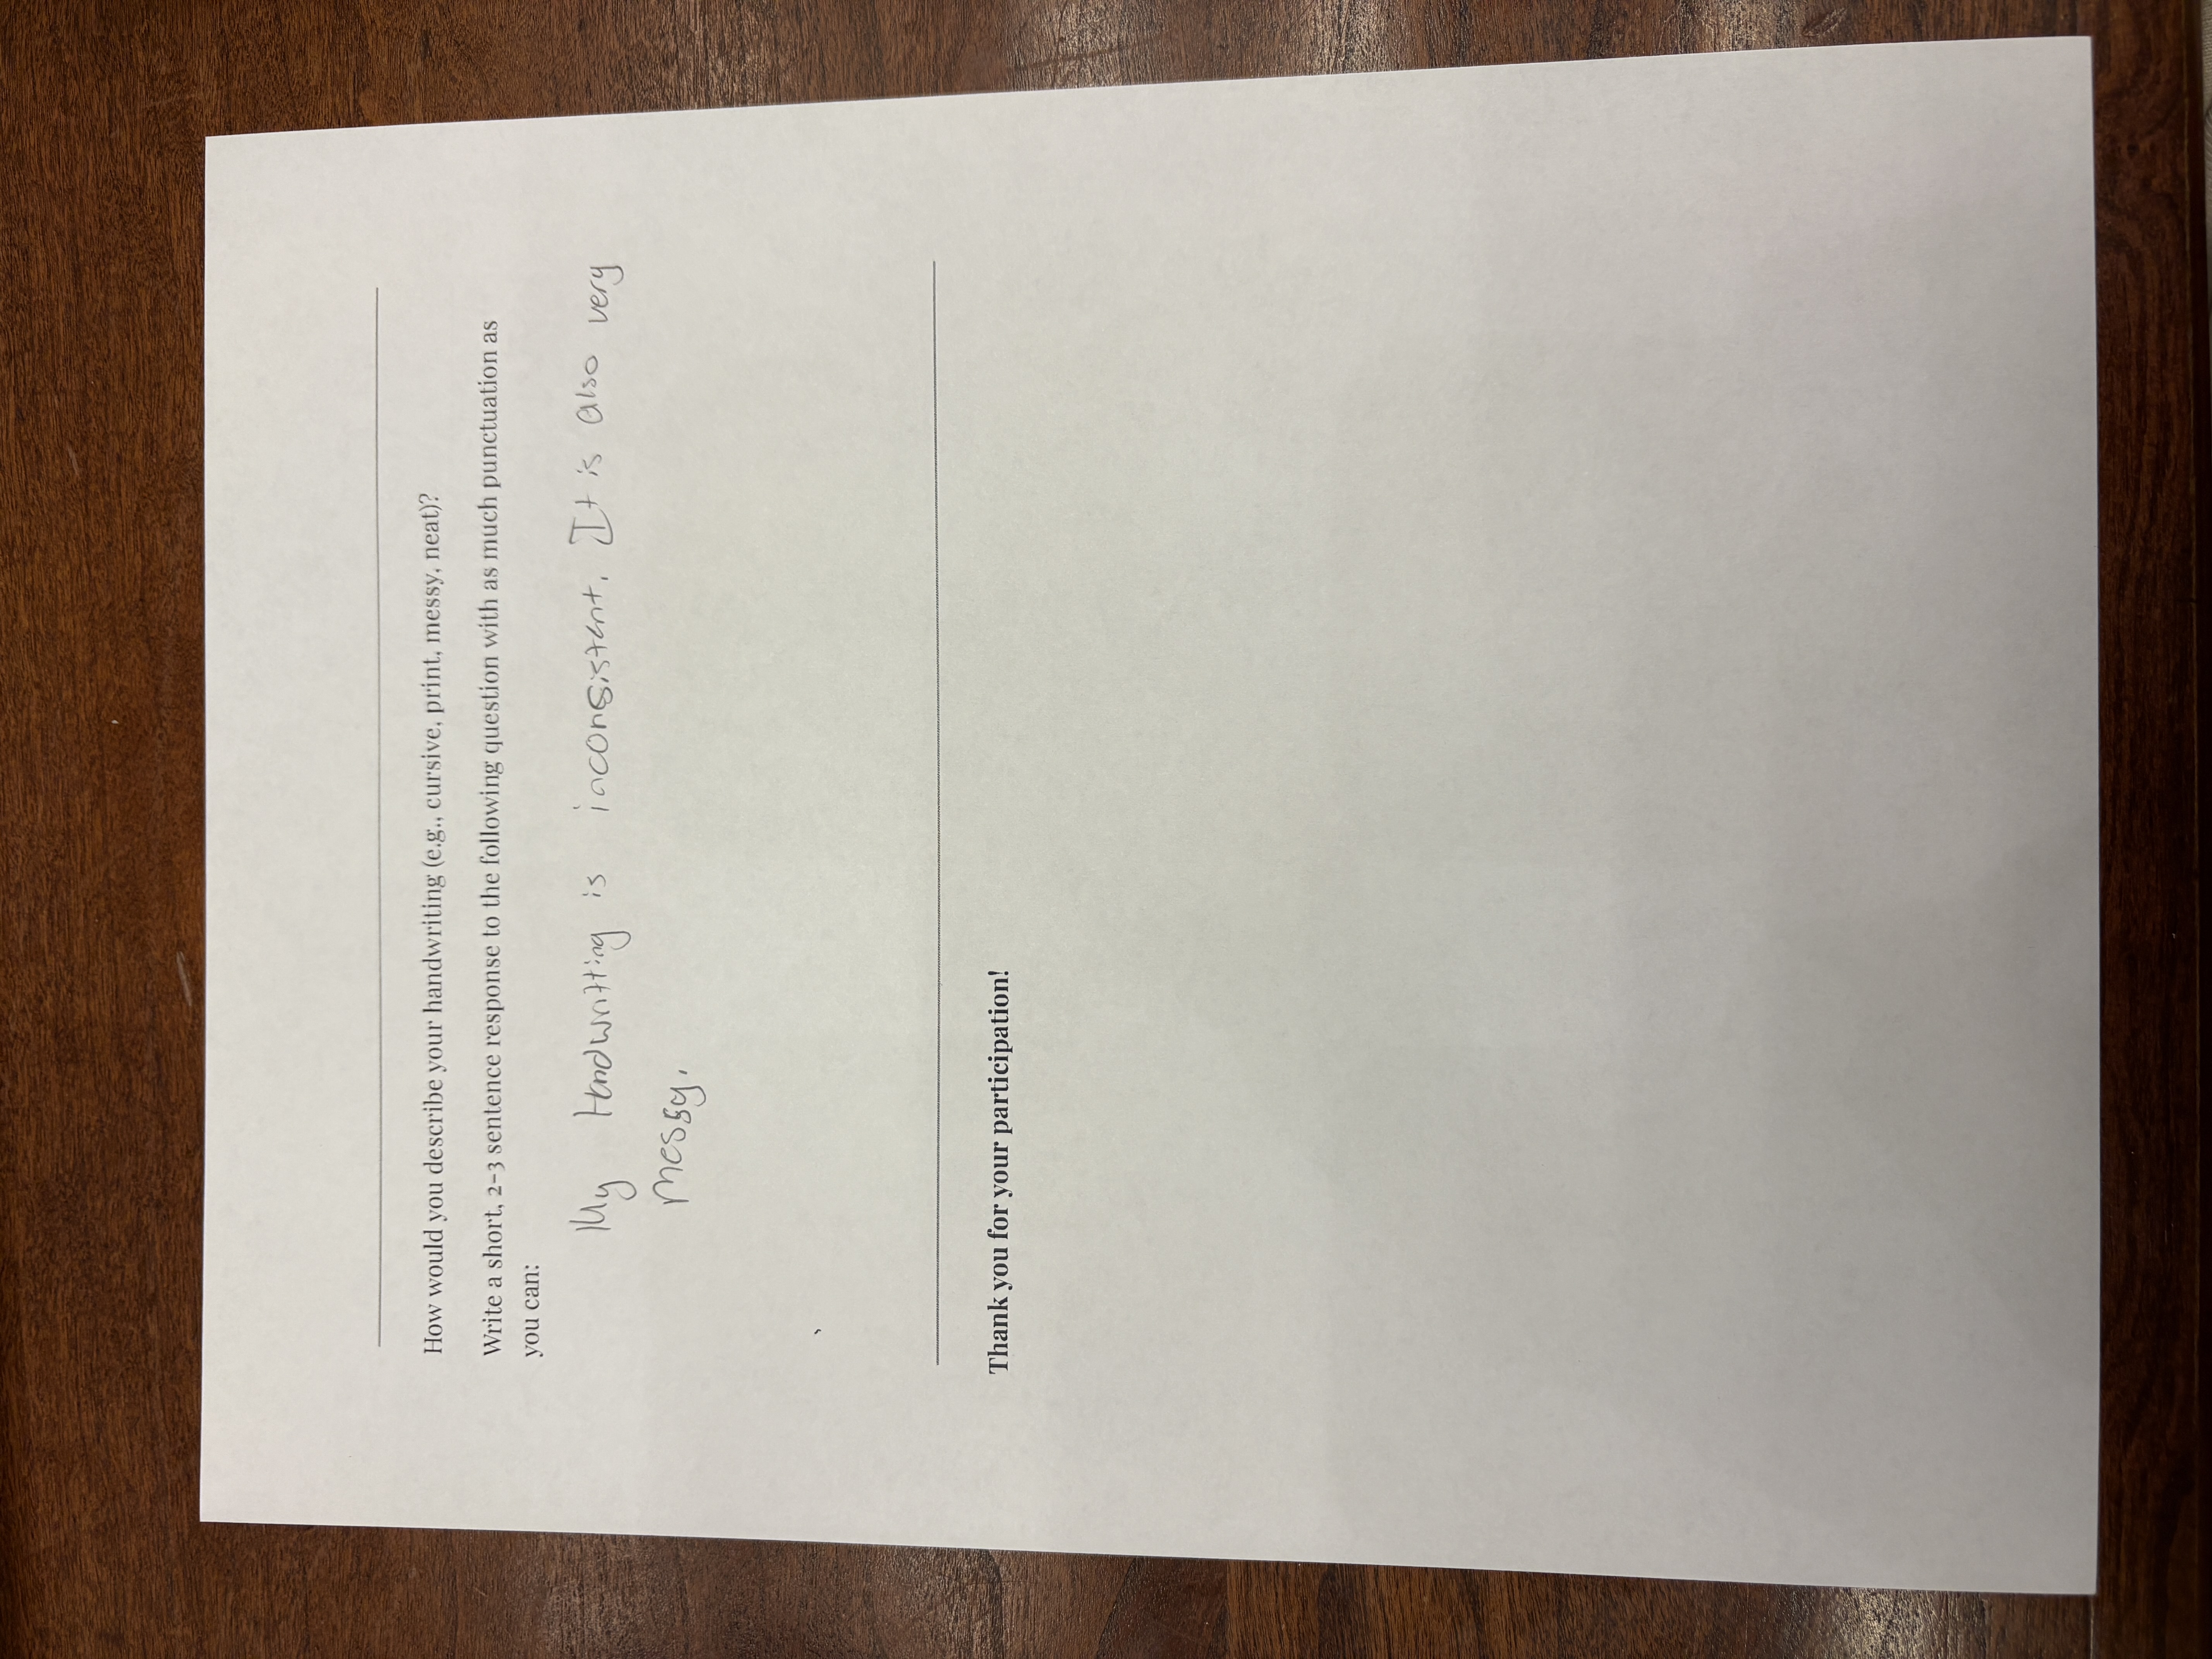 How would you describe your handwriting (e.g., cursive, print, messy, neat)?
Write a short, 2-3 sentence response to the following question with as much punctuation as
you can:
My Handwritting is inconsistent. It is also very
messy.
Thank you for your participation!